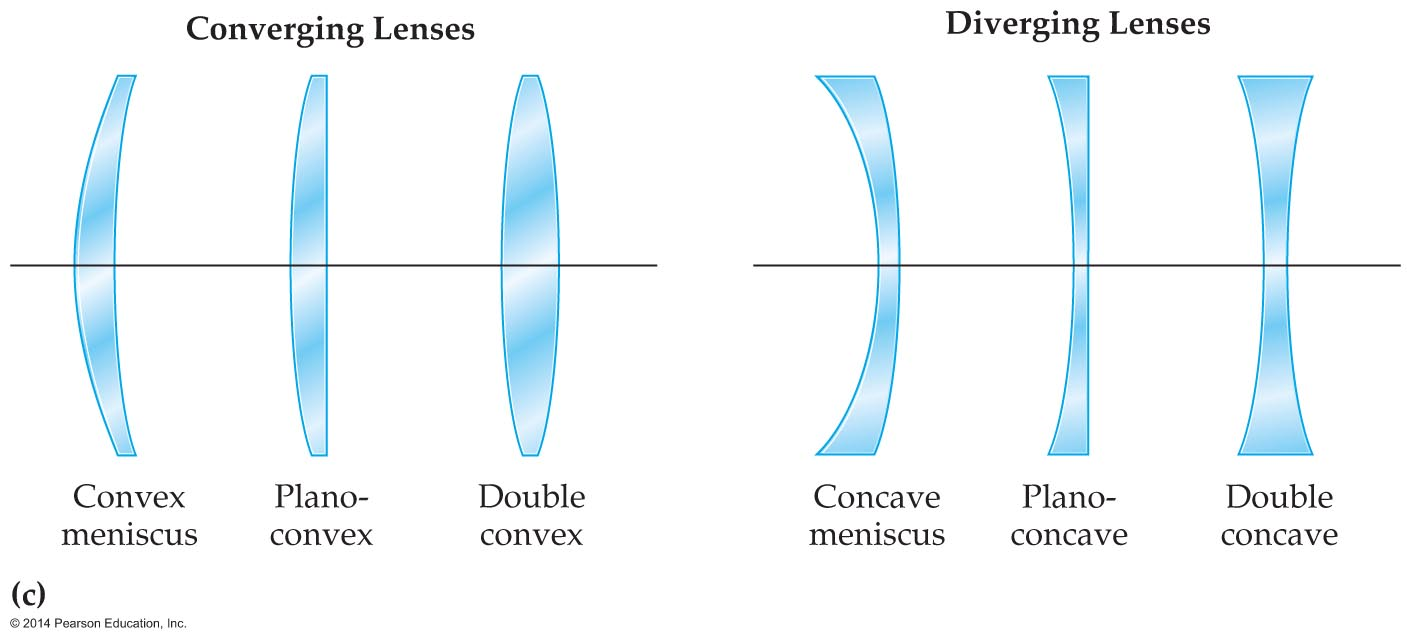 Converging Lenses
Diverging Lenses
Convex
meniscus
Plano-
convex
Double
convex
Concave
meniscus
Plano-
concave
Double
concave
(c)
© 2014 Pearson Education, Inc.